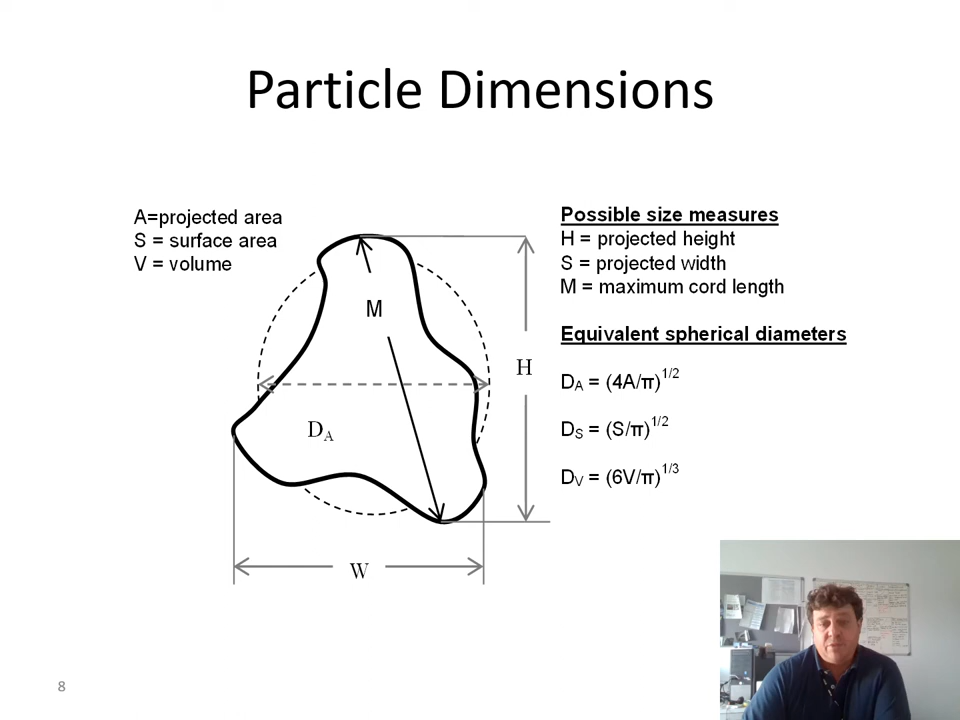 Particle Dimensions
A=projected area
S = surface area
V = volume
Possible size measures
H = projected height
S = projected width
M = maximum cord length
Equivalent spherical diameters
D_A = (4A/π)^1/2
D_S = (S/π)^1/2
D_V = (6V/π)^1/3
M
H
D_A
W
8